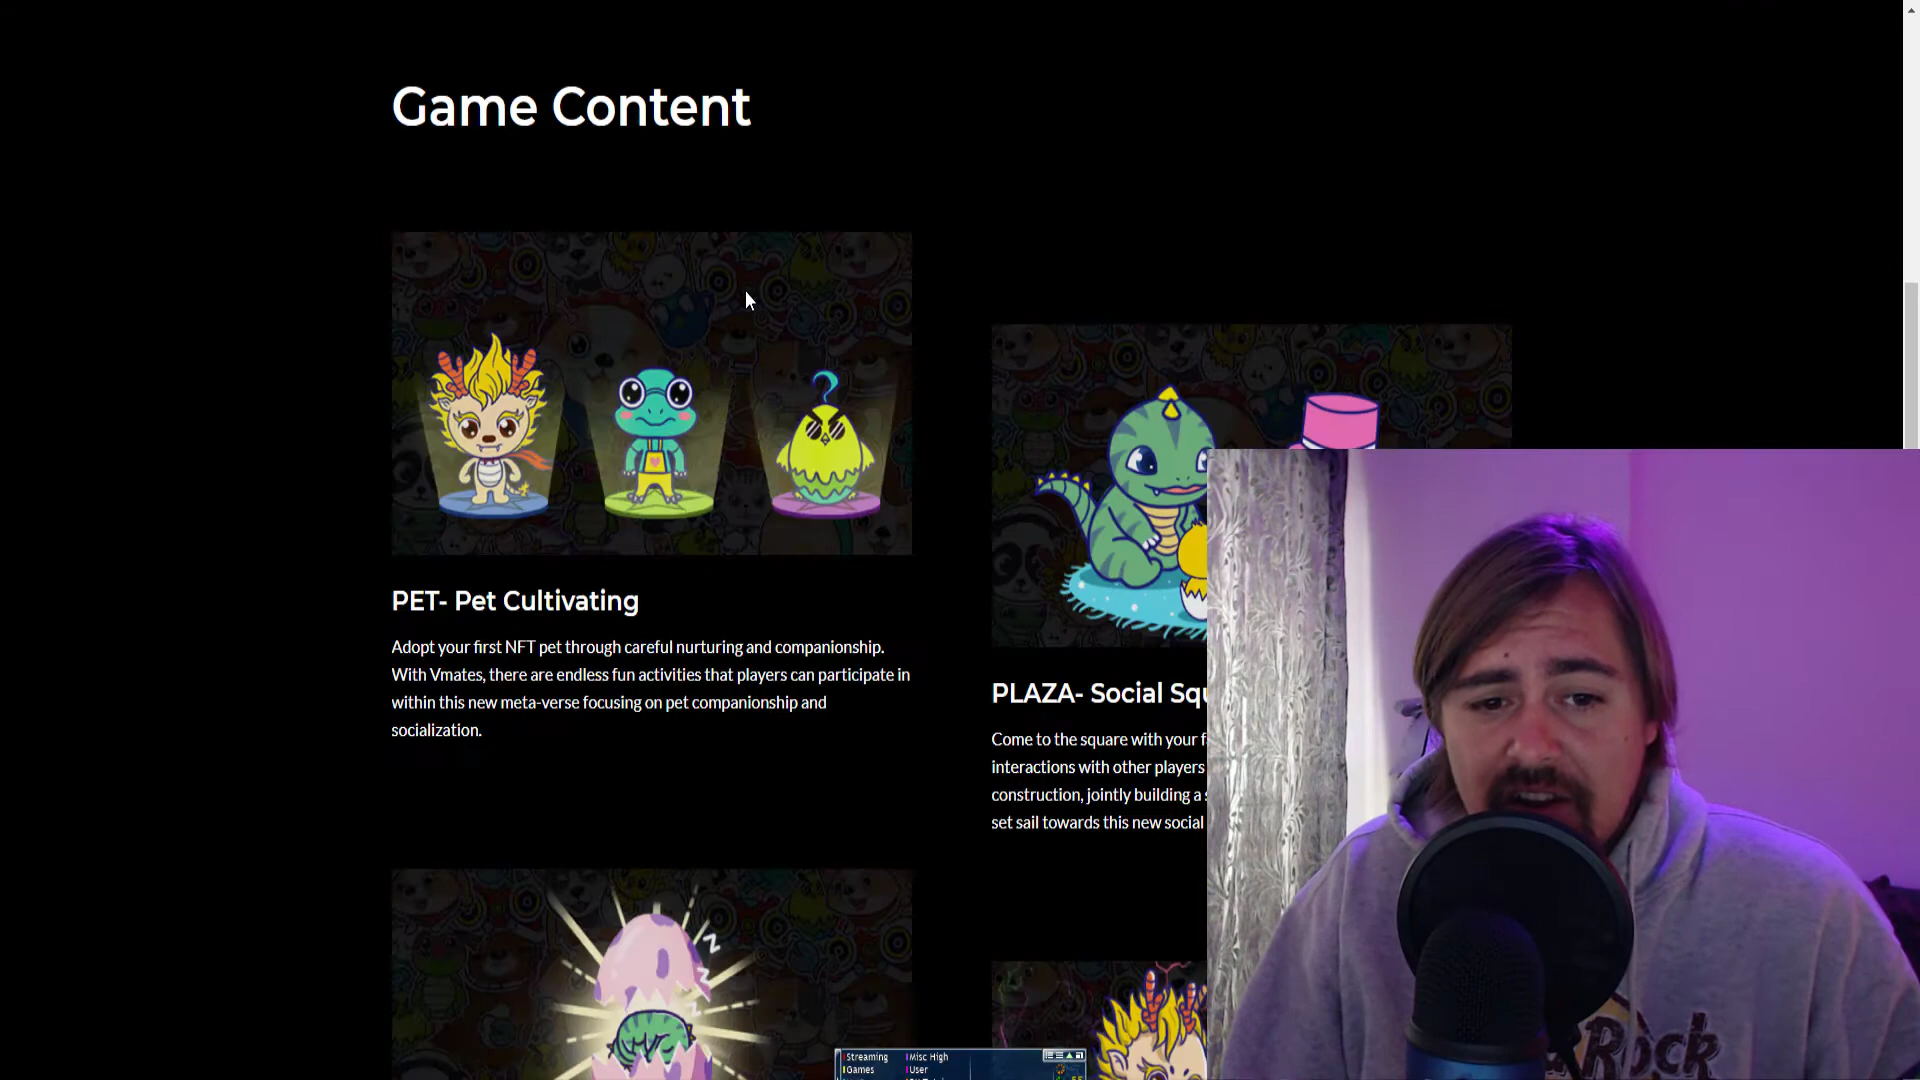 Game Content
PET- Pet Cultivating
Adopt your first NFT pet through careful nurturing and companionship.
With Vmates, there are endless fun activities that players can participate in
within this new meta-verse focusing on pet companionship and
socialization.
PLAZA- Social Squ
Come to the square with your f
interactions with other players
construction, jointly building a s
set sail towards this new social
Streaming
Misc High
Games
User
Rock